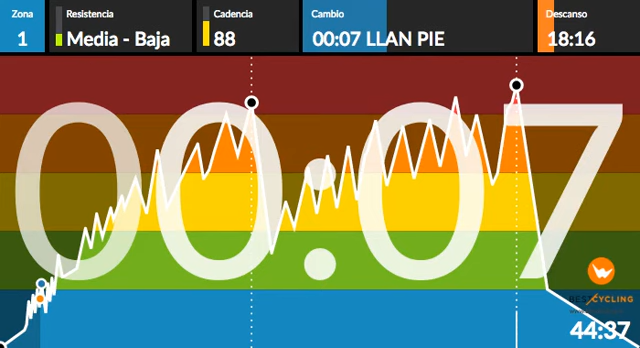 Zona
1
Resistencia
Media - Baja
Cadencia
88
Cambio
00:07 LLAN PIE
Descanso
18:16
00:07
BESTCYCLING
44:37